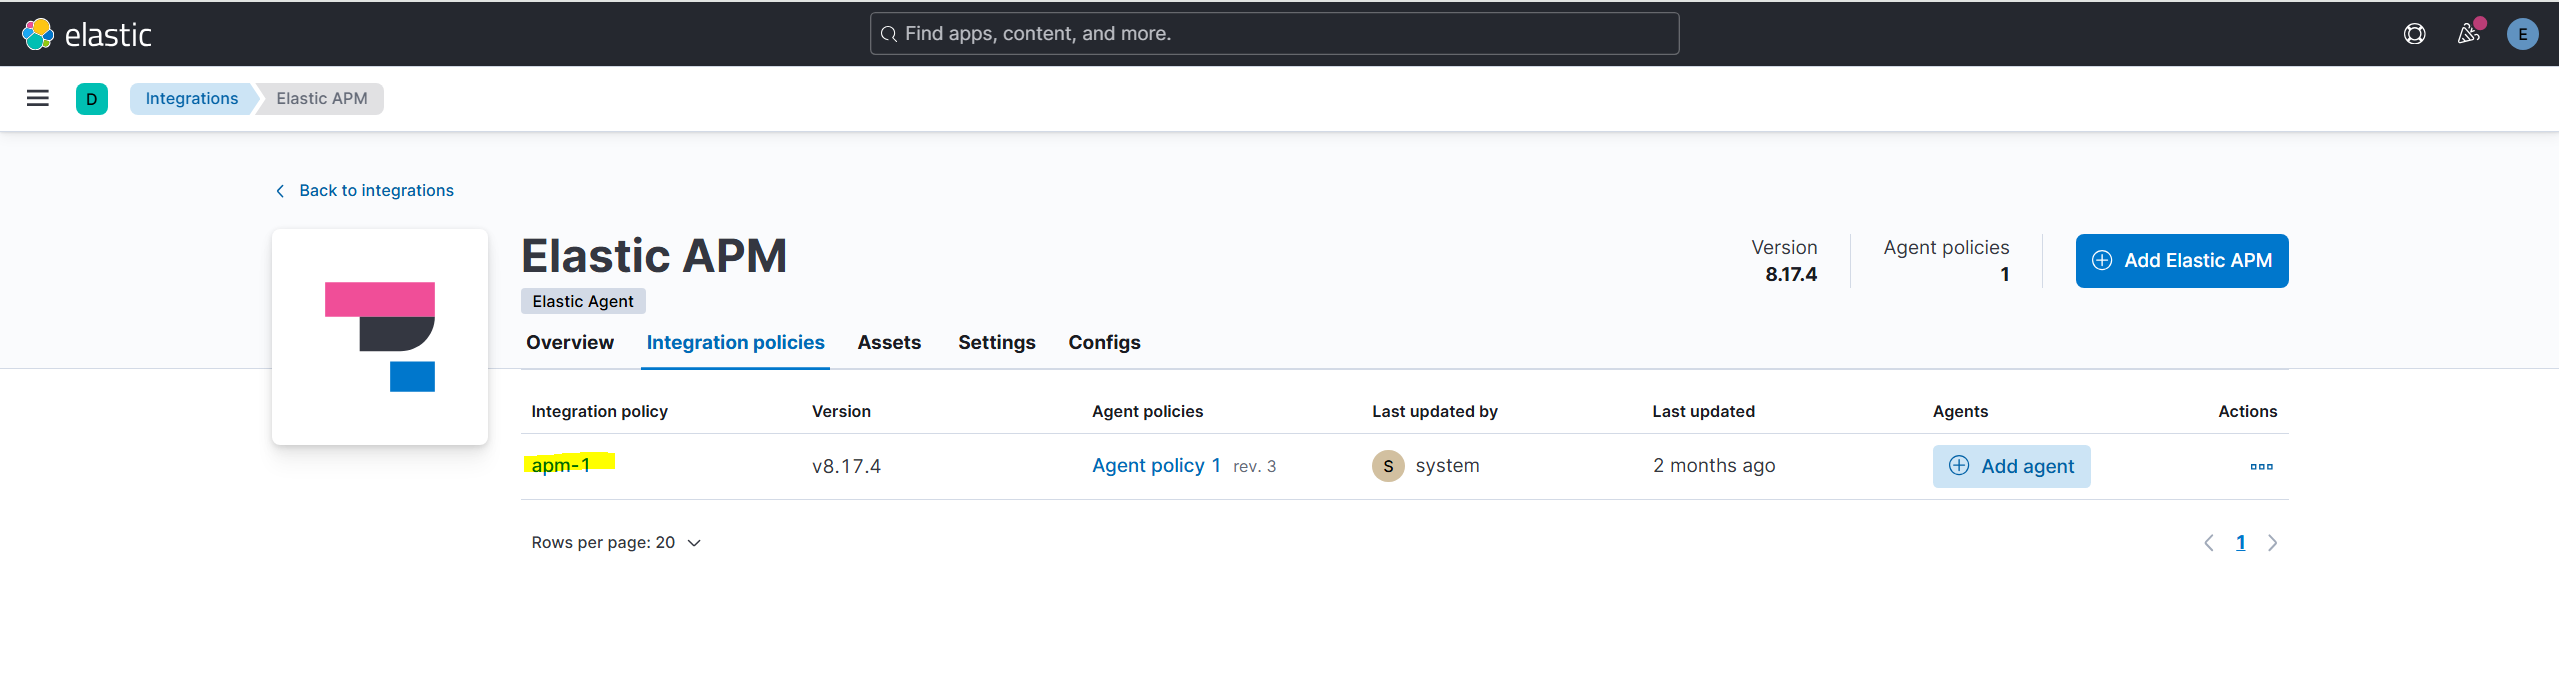 elastic
Find apps, content, and more.
E
D
Integrations
Elastic APM
Back to integrations
Elastic APM
Elastic Agent
Version
8.17.4
Agent policies
1
Add Elastic APM
Overview
Integration policies
Assets
Settings
Configs
Integration policy
Version
Agent policies
Last updated by
Last updated
Agents
Actions
apm-1
v8.17.4
Agent policy 1 rev. 3
S
system
2 months ago
Add agent
Rows per page: 20
1